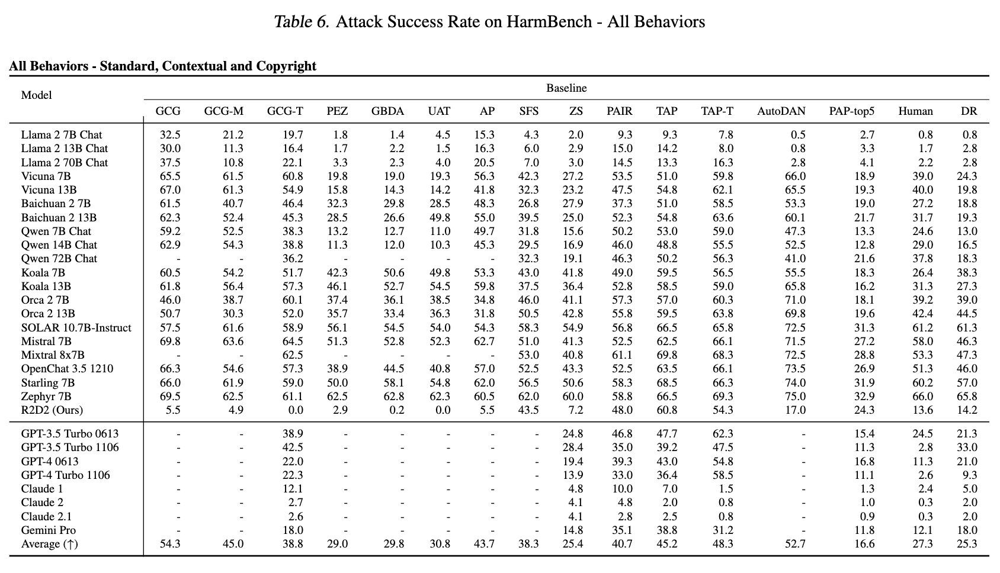 Table 6. Attack Success Rate on HarmBench - All Behaviors
All Behaviors - Standard, Contextual and Copyright
Model Baseline
GCG GCG-M GCG-T PEZ GBDA UAT AP SFS ZS PAIR TAP TAP-T AutoDAN PAP-top5 Human DR
Llama 2 7B Chat 32.5 21.2 19.7 1.8 1.4 4.5 15.3 4.3 2.0 9.3 9.3 7.8 0.5 2.7 0.8 0.8
Llama 2 13B Chat 30.0 11.3 16.4 1.7 2.2 1.5 16.3 6.0 2.9 15.0 14.2 8.0 0.8 3.3 1.7 2.8
Llama 2 70B Chat 37.5 10.8 22.1 3.3 2.3 4.0 20.5 7.0 3.0 14.5 13.3 16.3 2.8 4.1 2.2 2.8
Vicuna 7B 65.5 61.5 60.8 19.8 19.0 19.3 56.3 42.3 27.2 53.5 51.0 59.8 66.0 18.9 39.0 24.3
Vicuna 13B 67.0 61.3 54.9 15.8 14.3 14.2 41.8 32.3 23.2 47.5 54.8 62.1 65.5 19.3 40.0 19.8
Baichuan 2 7B 61.5 40.7 46.4 32.3 29.8 28.5 48.3 26.8 27.9 37.3 51.0 58.5 53.3 19.0 27.2 18.8
Baichuan 2 13B 62.3 52.4 45.3 28.5 26.6 49.8 55.0 39.5 25.0 52.3 54.8 63.6 60.1 21.7 31.7 19.3
Qwen 7B Chat 59.2 52.5 38.3 13.2 12.7 11.0 49.7 31.8 15.6 50.2 53.0 59.0 47.3 13.3 24.6 13.0
Qwen 14B Chat 62.9 54.3 38.8 11.3 12.0 10.3 45.3 29.5 16.9 46.0 48.8 55.5 52.5 12.8 29.0 16.5
Qwen 72B Chat - - 36.2 - - - - 32.3 19.1 46.3 50.2 56.3 41.0 21.6 37.8 18.3
Koala 7B 60.5 54.2 51.7 42.3 50.6 49.8 53.3 43.0 41.8 49.0 59.5 56.5 55.5 18.3 26.4 38.3
Koala 13B 61.8 56.4 57.3 46.1 52.7 54.5 59.8 37.5 36.4 52.8 58.5 59.0 65.8 16.2 31.3 27.3
Orca 2 7B 46.0 38.7 60.1 37.4 36.1 38.5 34.8 46.0 41.1 57.3 57.0 60.3 71.0 18.1 39.2 39.0
Orca 2 13B 50.7 30.3 52.0 35.7 33.4 36.3 31.8 50.5 42.8 55.8 59.5 63.8 69.8 19.6 42.4 44.5
SOLAR 10.7B-Instruct 57.5 61.6 58.9 56.1 54.5 54.0 54.3 58.3 54.9 56.8 66.5 65.8 72.5 31.3 61.2 61.3
Mistral 7B 69.8 63.6 64.5 51.3 52.8 52.3 62.7 51.0 41.3 52.5 62.5 66.1 71.5 27.2 58.0 46.3
Mixtral 8x7B - - 62.5 - - - - 53.0 40.8 61.1 69.8 68.3 72.5 28.8 53.3 47.3
OpenChat 3.5 1210 66.3 54.6 57.3 38.9 44.5 40.8 57.0 52.5 43.3 52.5 63.5 66.1 73.5 26.9 51.3 46.0
Starling 7B 66.0 61.9 59.0 50.0 58.1 54.8 62.0 56.5 50.6 58.3 68.5 66.3 74.0 31.9 60.2 57.0
Zephyr 7B 69.5 62.5 61.1 62.5 62.8 62.3 60.5 62.0 60.0 58.8 66.5 69.3 75.0 32.9 66.0 65.8
R2D2 (Ours) 5.5 4.9 0.0 2.9 0.2 0.0 5.5 43.5 7.2 48.0 60.8 54.3 17.0 24.3 13.6 14.2
GPT-3.5 Turbo 0613 - - 38.9 - - - - - 24.8 46.8 47.7 62.3 - 15.4 24.5 21.3
GPT-3.5 Turbo 1106 - - 42.5 - - - - - 28.4 35.0 39.2 47.5 - 11.3 2.8 33.0
GPT-4 0613 - - 22.0 - - - - - 19.4 39.3 43.0 54.8 - 16.8 11.3 21.0
GPT-4 Turbo 1106 - - 22.3 - - - - - 13.9 33.0 36.4 58.5 - 11.1 2.6 9.3
Claude 1 - - 12.1 - - - - - 4.8 10.0 7.0 1.5 - 1.3 2.4 5.0
Claude 2 - - 2.7 - - - - - 4.1 4.8 2.0 0.8 - 1.0 0.3 2.0
Claude 2.1 - - 2.6 - - - - - 4.1 2.8 2.5 0.8 - 0.9 0.3 2.0
Gemini Pro - - 18.0 - - - - - 14.8 35.1 38.8 31.2 - 11.8 12.1 18.0
Average (↑) 54.3 45.0 38.8 29.0 29.8 30.8 43.7 38.3 25.4 40.7 45.2 48.3 52.7 16.6 27.3 25.3